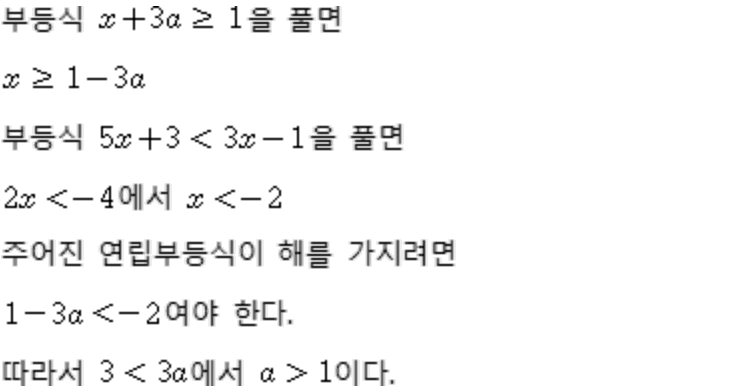 부등식 x+3a ≥ 1을 풀면
x ≥ 1−3a
부등식 5x+3 < 3x−1을 풀면
2x <−4에서 x <−2
주어진 연립부등식이 해를 가지려면
1−3a <−2여야 한다.
따라서 3 < 3a에서 a > 1이다.